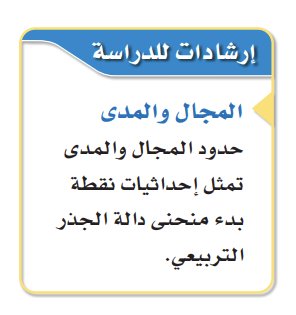 إرشادات للدراسة
المجال والمدى
حدود المجال والمدى
تمثل إحداثيات نقطة
بدء منحنى دالة الجذر
التربيعي.